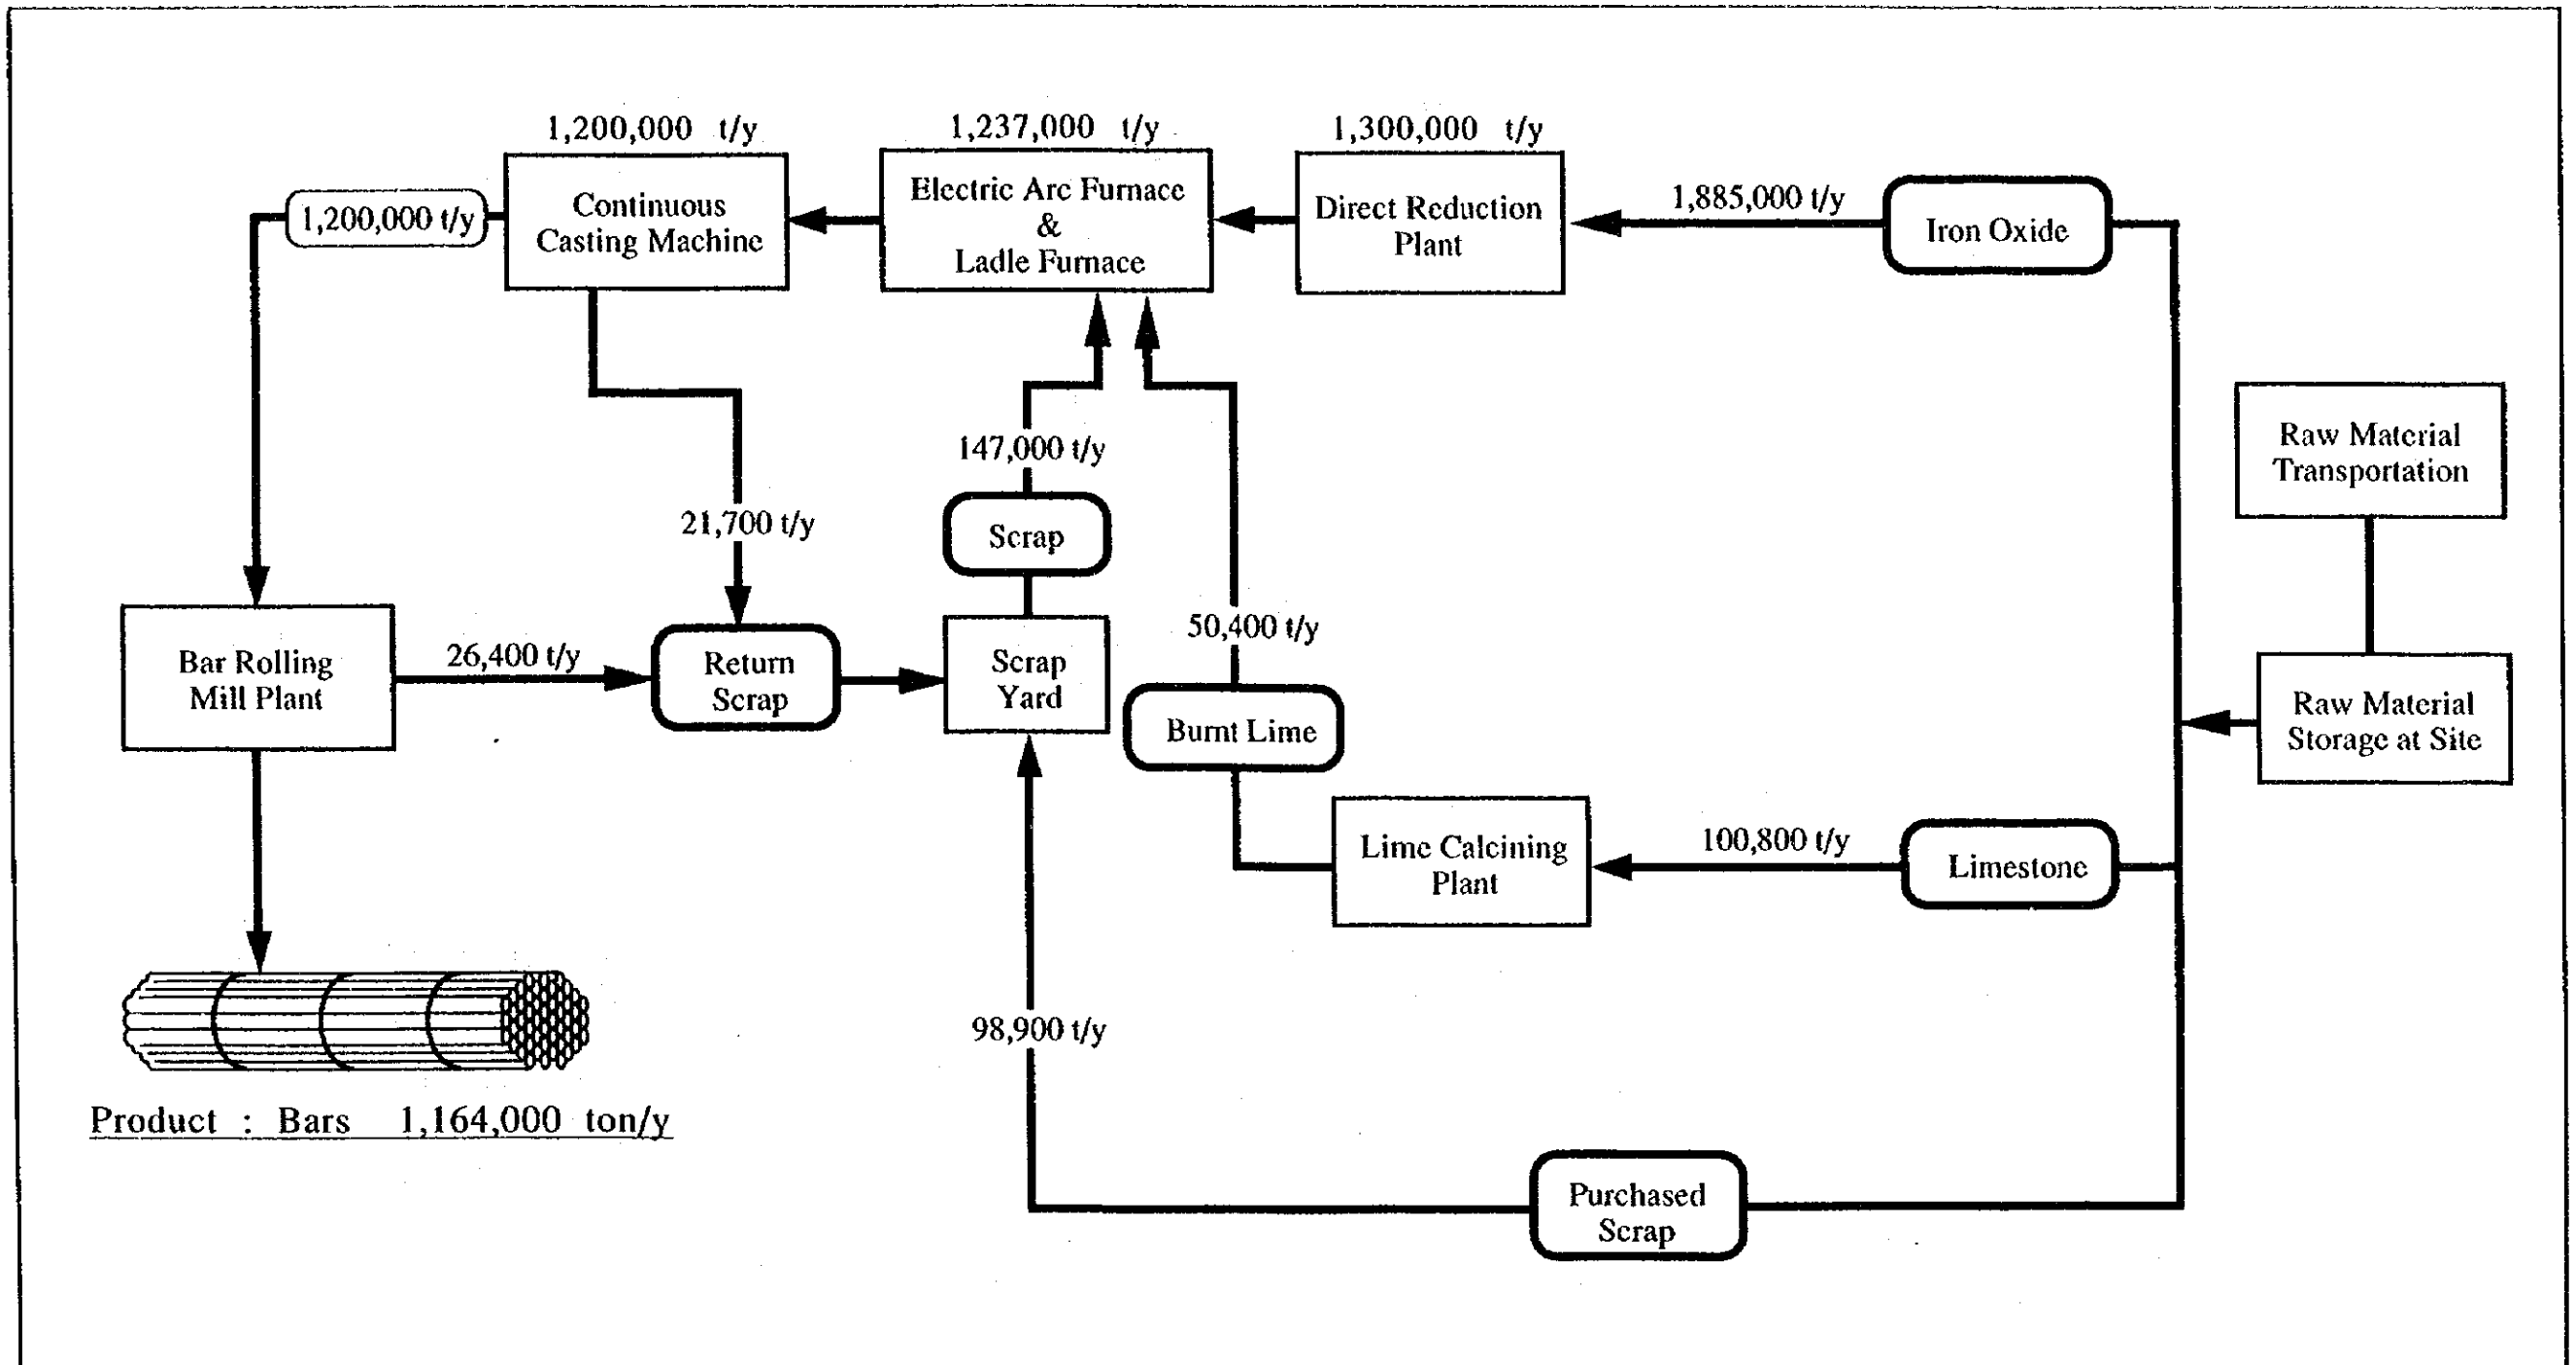 1,200,000 t/y
1,237,000 t/y
1,300,000 t/y
1,200,000 t/y
Continuous
Casting Machine
Electric Arc Furnace
&
Ladle Furnace
Direct Reduction
Plant
1,885,000 t/y
Iron Oxide
147,000 t/y
21,700 t/y
Scrap
Raw Material
Transportation
Bar Rolling
Mill Plant
26,400 t/y
Return
Scrap
Scrap
Yard
50,400 t/y
Burnt Lime
Raw Material
Storage at Site
Lime Calcining
Plant
100,800 t/y
Limestone
98,900 t/y
Product : Bars 1,164,000 ton/y
Purchased
Scrap